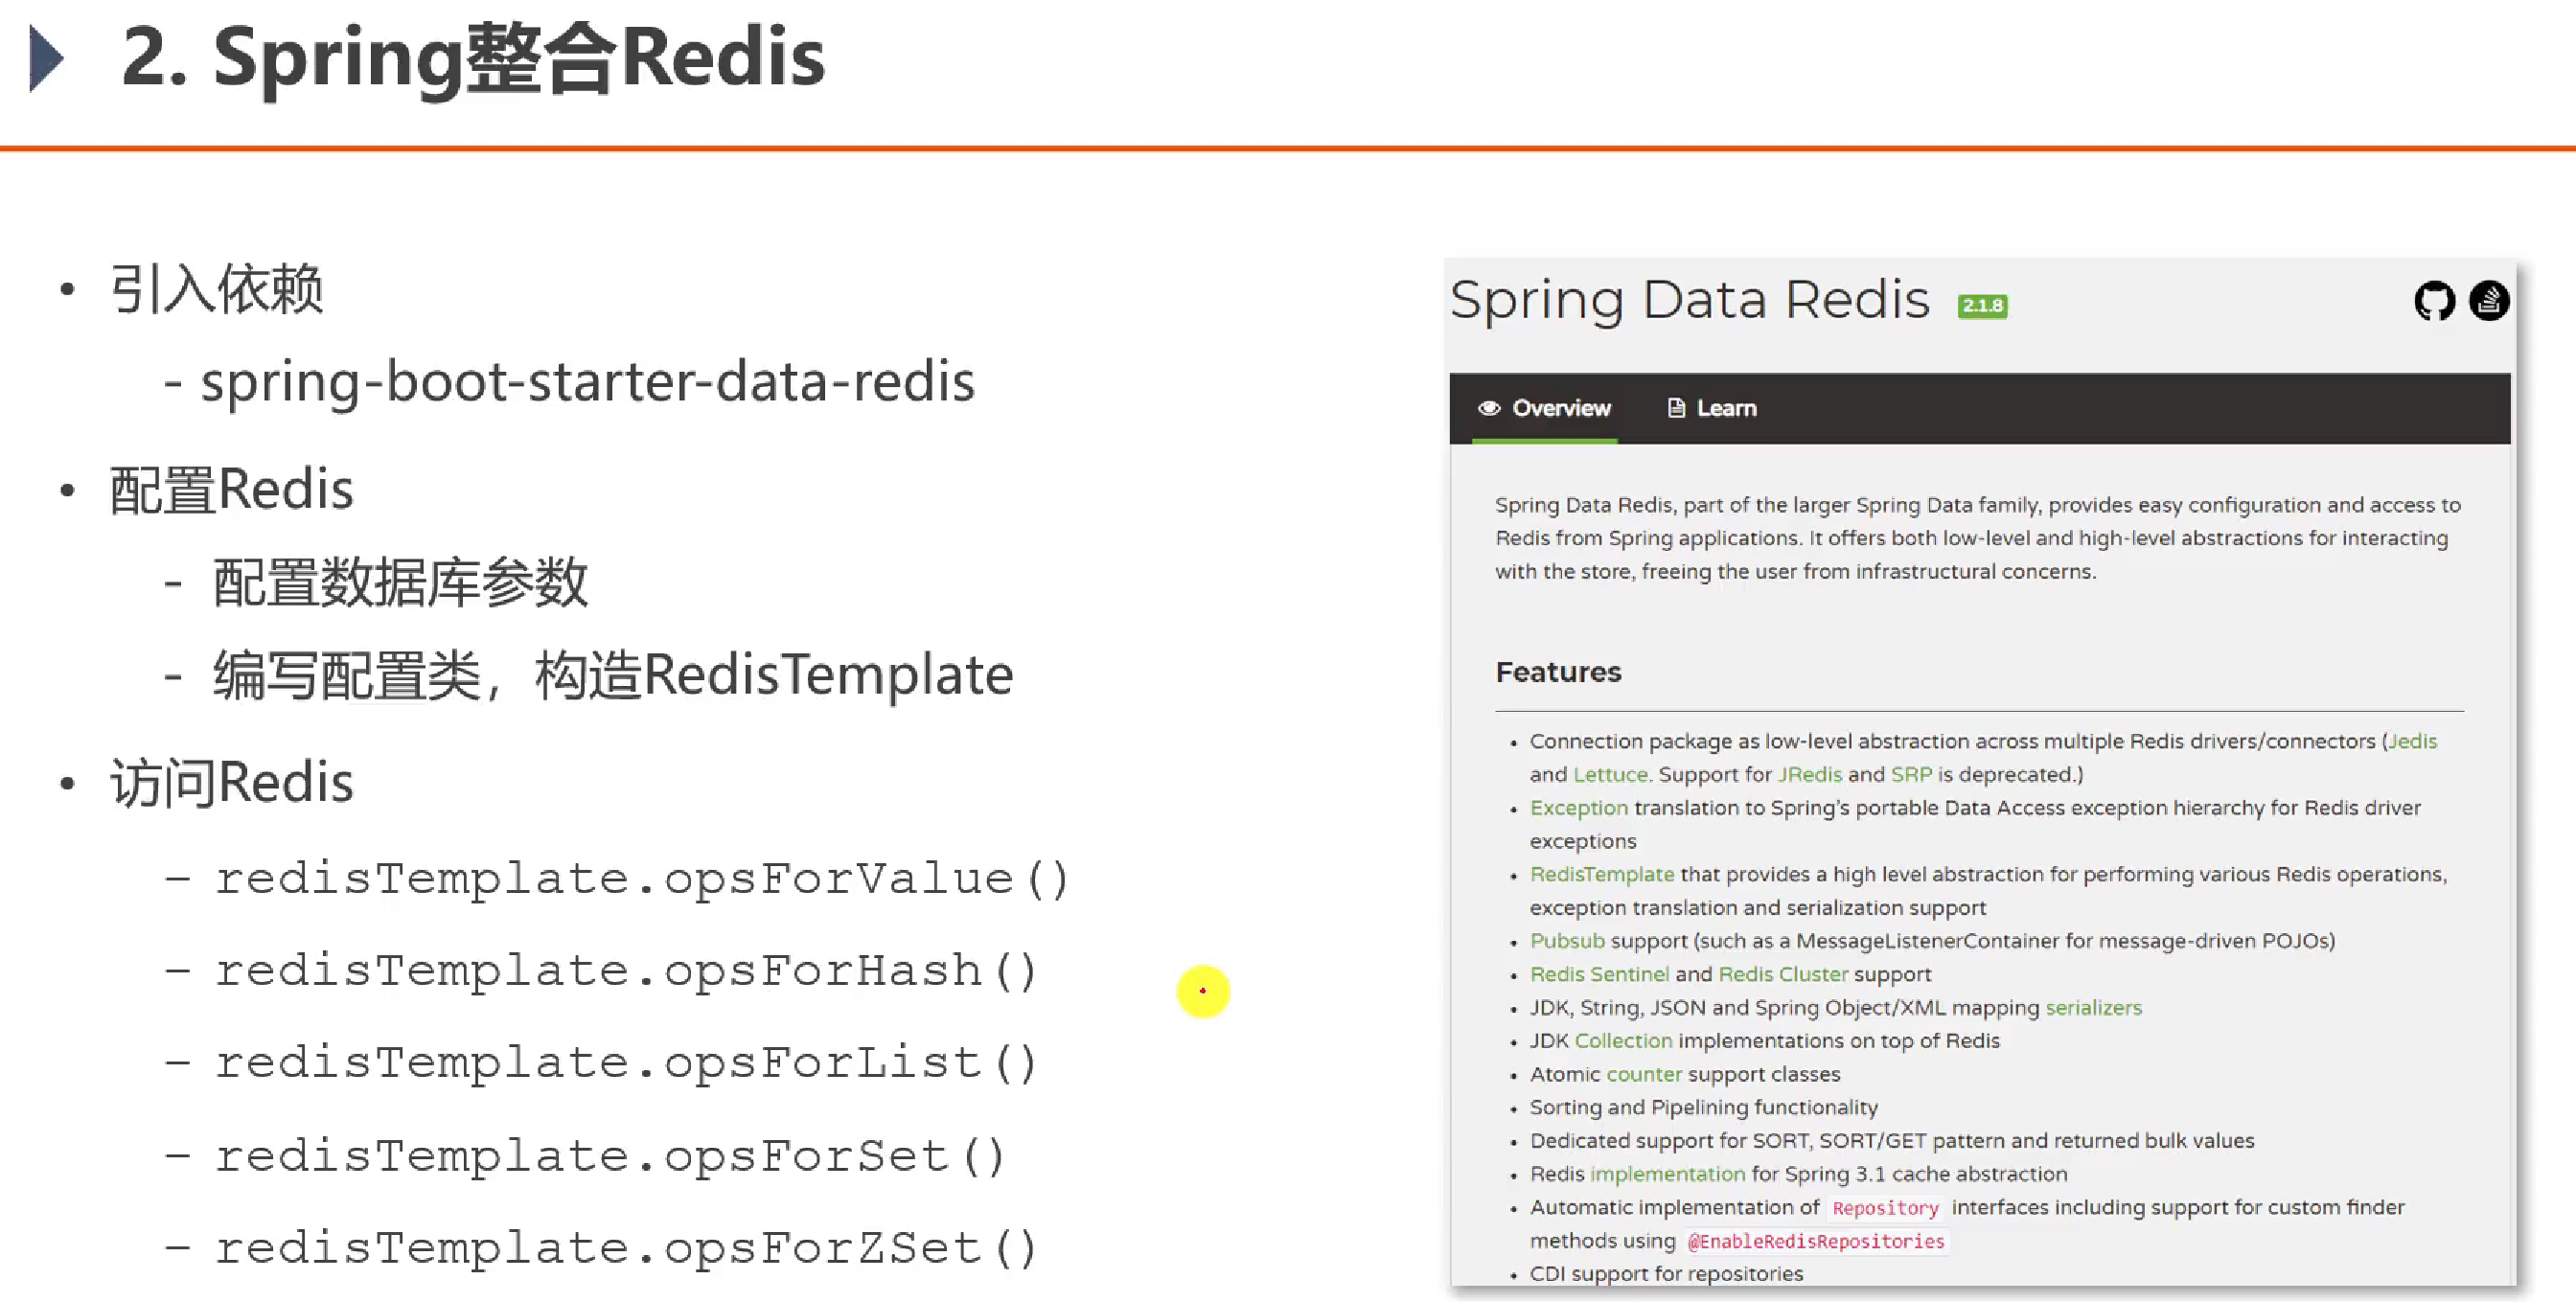 2. Spring整合Redis
• 引入依赖
- spring-boot-starter-data-redis
• 配置Redis
- 配置数据库参数
- 编写配置类，构造RedisTemplate
• 访问Redis
- redisTemplate.opsForValue()
- redisTemplate.opsForHash()
- redisTemplate.opsForList()
- redisTemplate.opsForSet()
- redisTemplate.opsForZSet()
Spring Data Redis 2.1.8
Overview Learn
Spring Data Redis, part of the larger Spring Data family, provides easy configuration and access to
Redis from Spring applications. It offers both low-level and high-level abstractions for interacting
with the store, freeing the user from infrastructural concerns.
Features
• Connection package as low-level abstraction across multiple Redis drivers/connectors (Jedis
and Lettuce. Support for JRedis and SRP is deprecated.)
• Exception translation to Spring's portable Data Access exception hierarchy for Redis driver
exceptions
• RedisTemplate that provides a high level abstraction for performing various Redis operations,
exception translation and serialization support
• Pubsub support (such as a MessageListenerContainer for message-driven POJOs)
• Redis Sentinel and Redis Cluster support
• JDK, String, JSON and Spring Object/XML mapping serializers
• JDK Collection implementations on top of Redis
• Atomic counter support classes
• Sorting and Pipelining functionality
• Dedicated support for SORT, SORT/GET pattern and returned bulk values
• Redis implementation for Spring 3.1 cache abstraction
• Automatic implementation of Repository interfaces including support for custom finder
methods using @EnableRedisRepositories
• CDI support for repositories